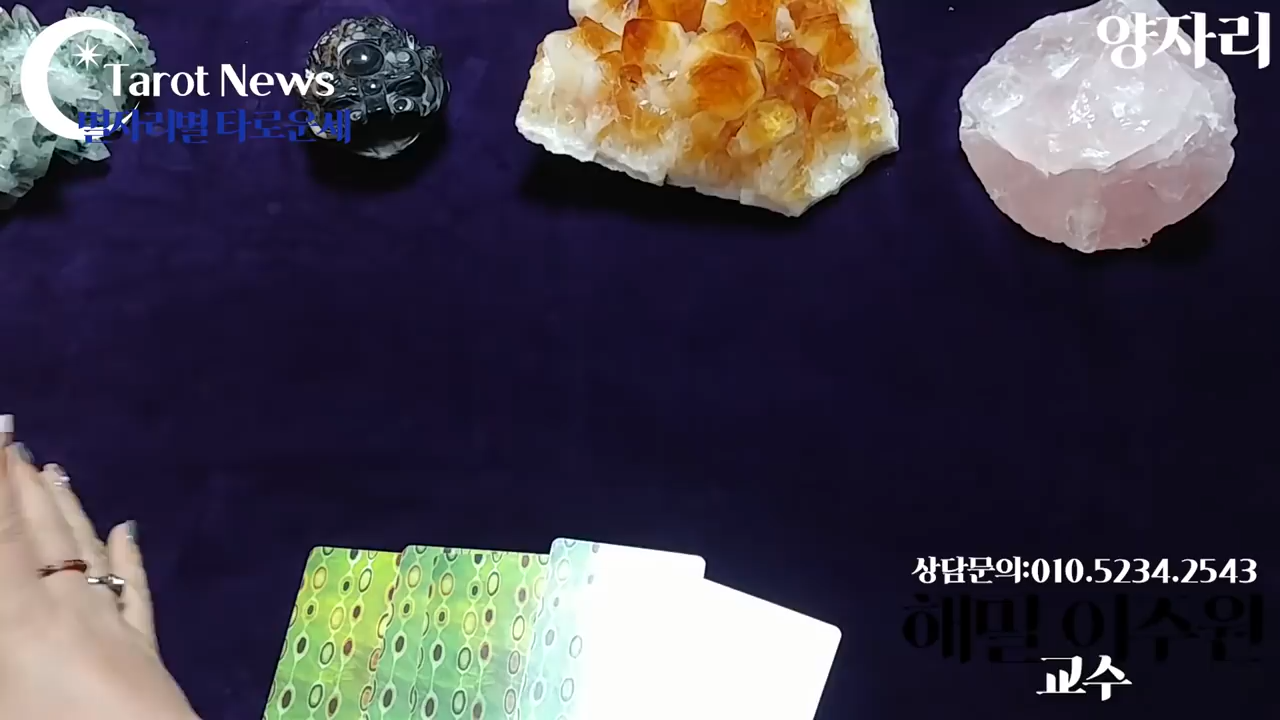 양자리
Tarot News
별자리별 타로운세
상담문의:010.5234.2543
해밀 이수원
교수